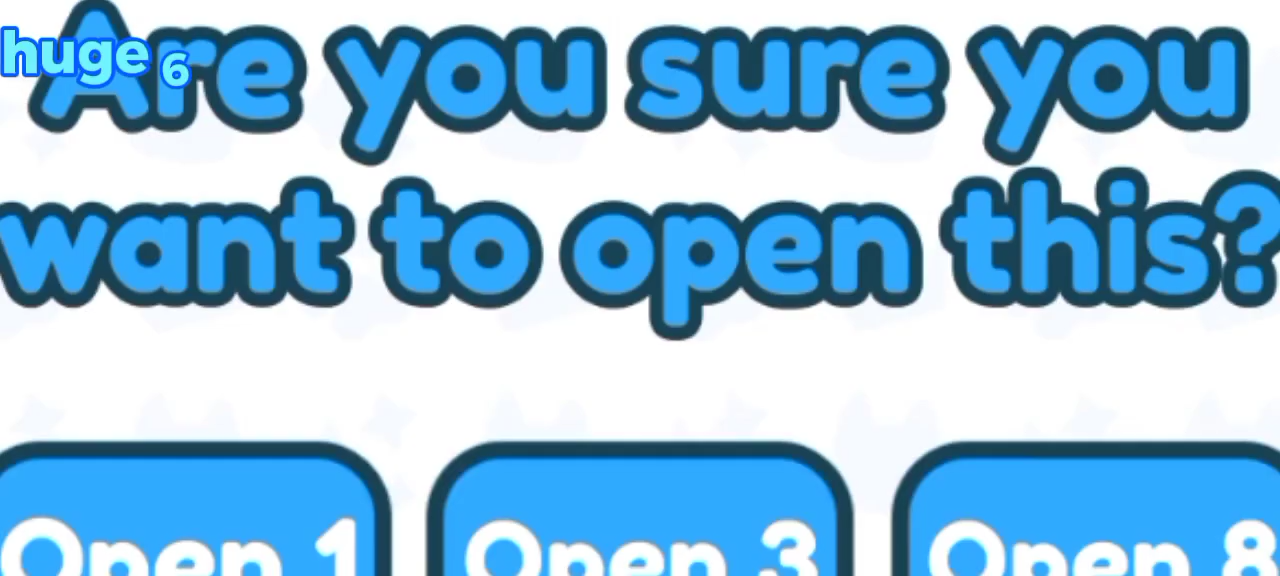 huge 6
Are you sure you
want to open this?
Open 1
Open 3
Open 8